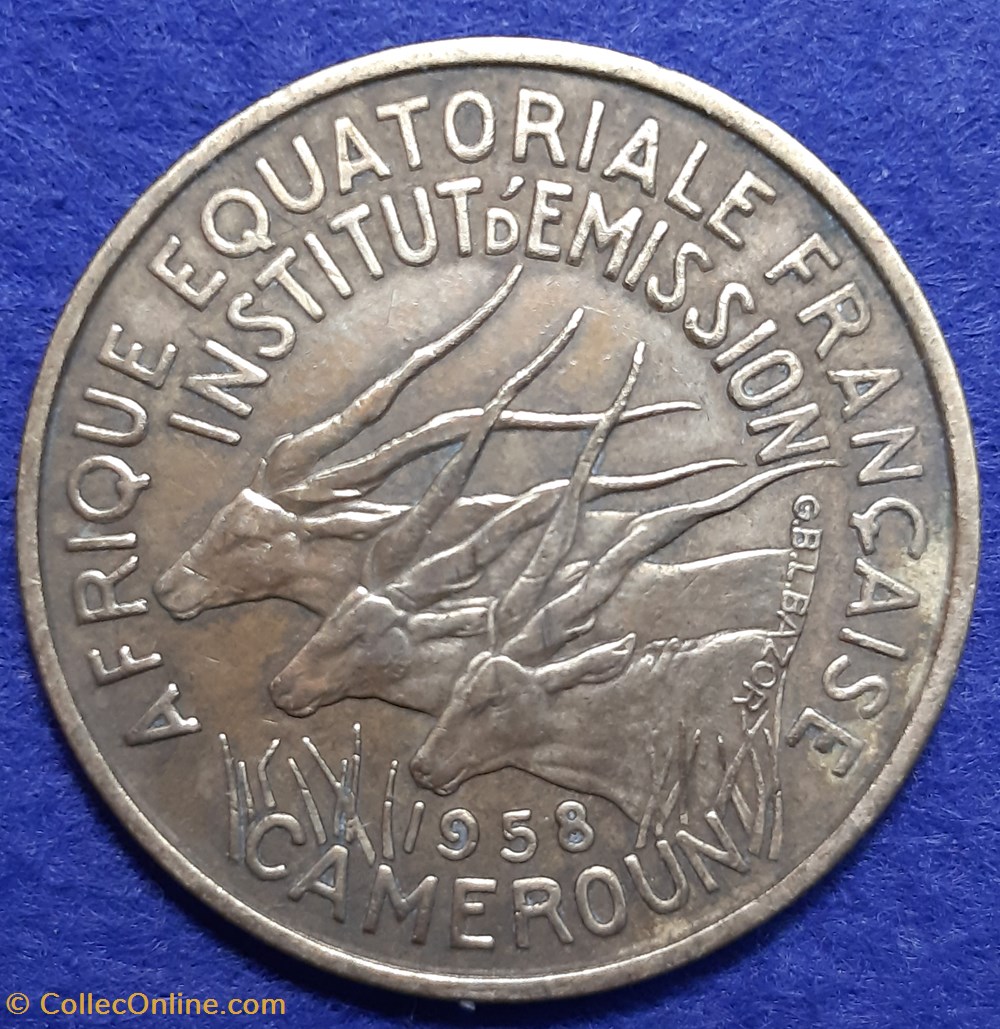 AFRIQUE EQUATORIALE FRANÇAISE
INSTITUT D'EMISSION
G.B.L.BAZOR
1958
CAMEROUN
© CollecOnline.com